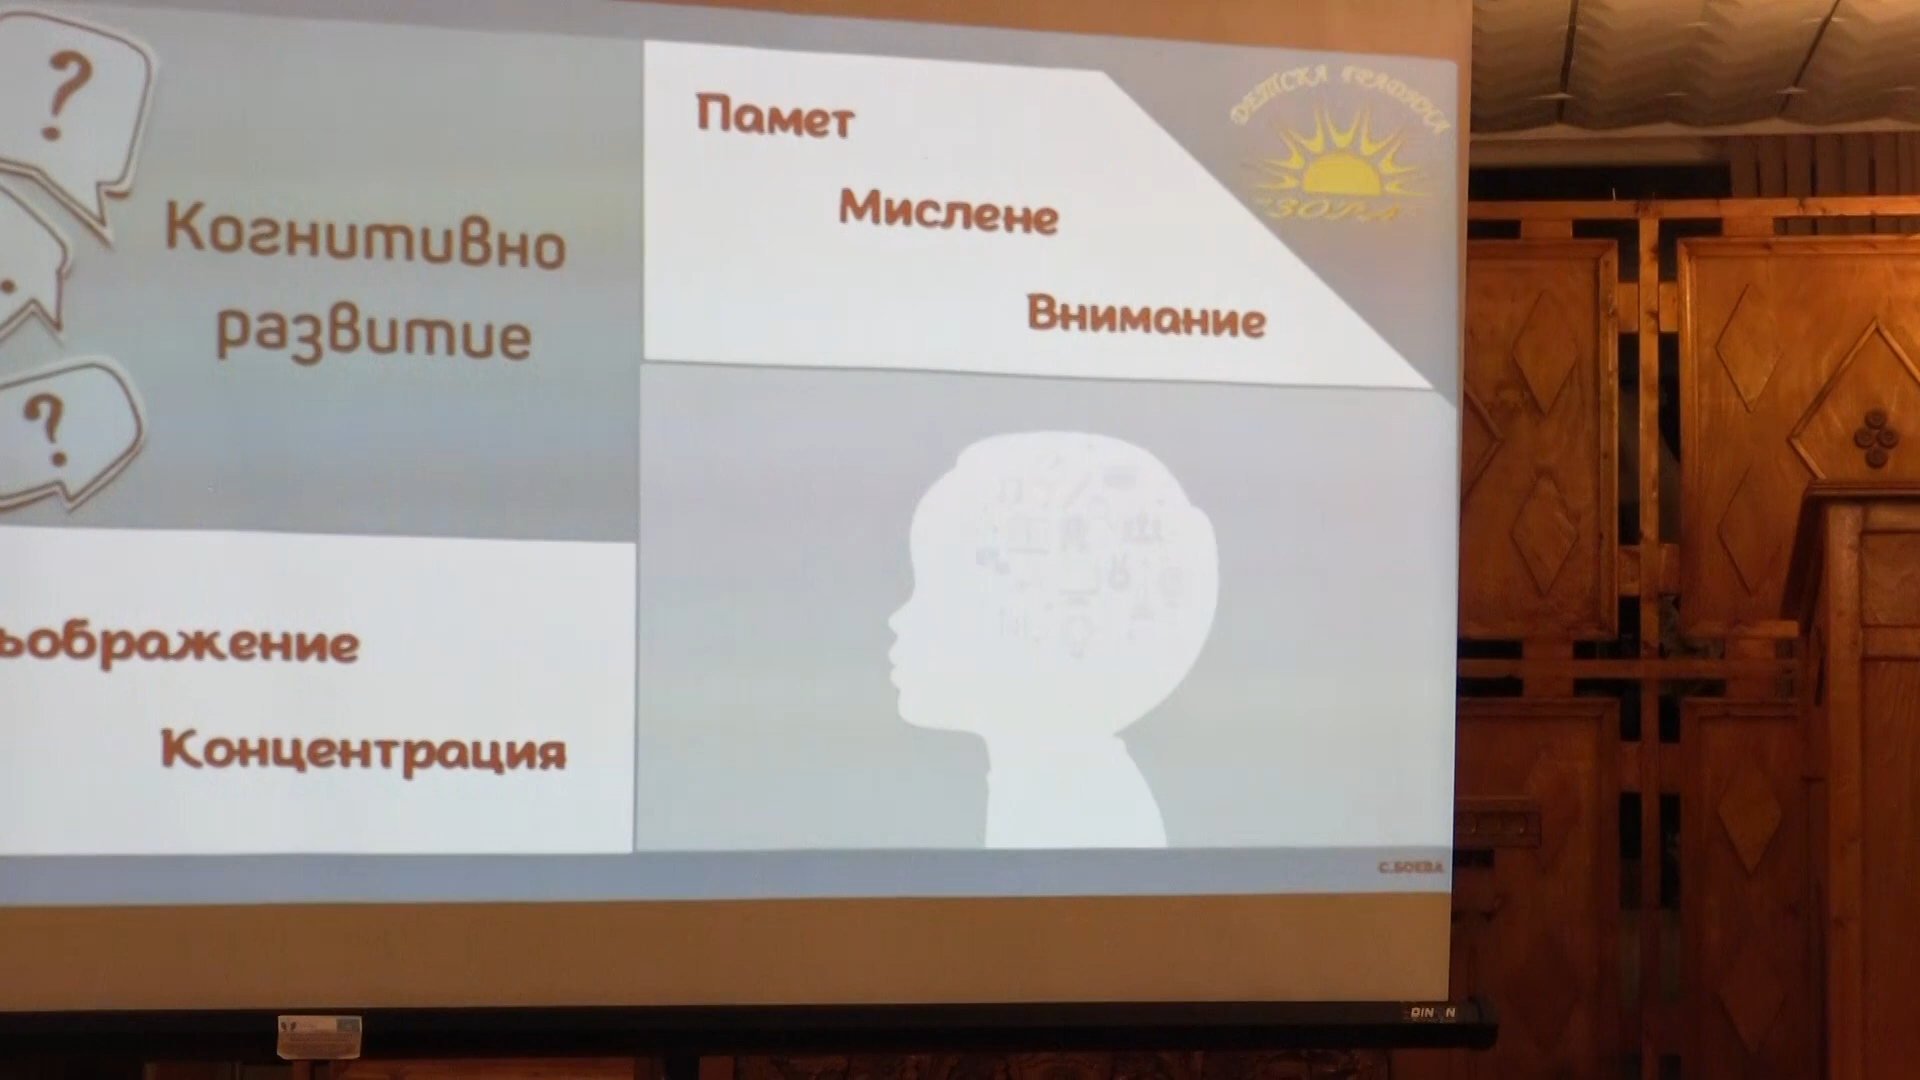 ?
?
Когнитивно
развитие
Памет
Мислене
Внимание
ДЕТСКА ГРАДИНА
"ЗОРА"
ъображение
Концентрация
С.БОЕВА